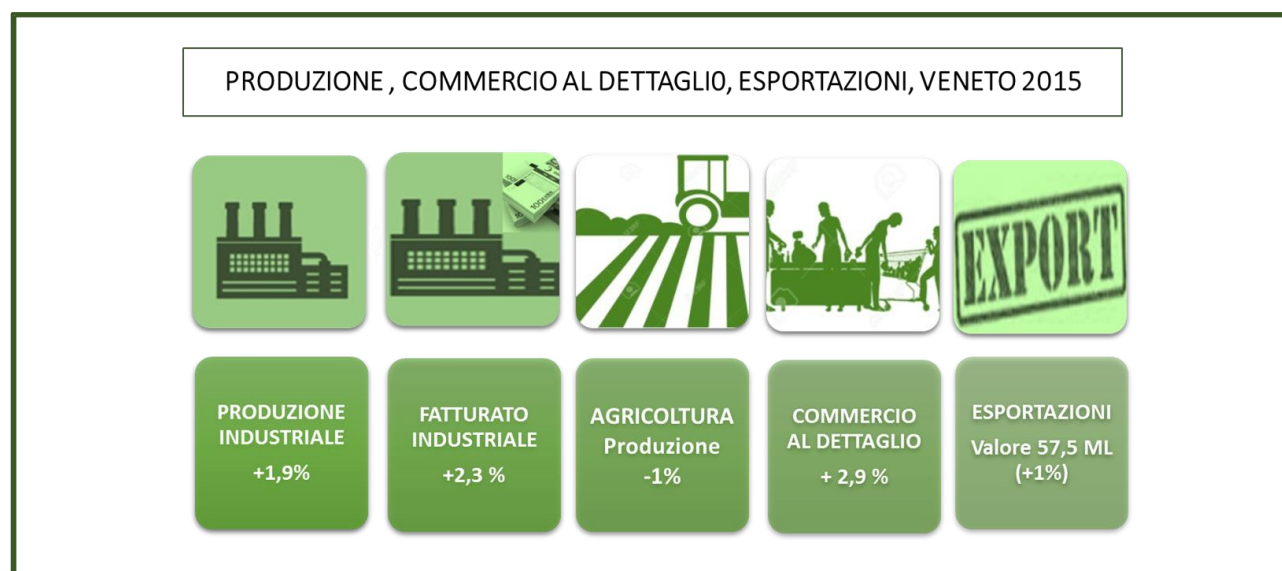 PRODUZIONE , COMMERCIO AL DETTAGLI0, ESPORTAZIONI, VENETO 2015
EXPORT
PRODUZIONE
INDUSTRIALE
+1,9%
FATTURATO
INDUSTRIALE
+2,3 %
AGRICOLTURA
Produzione
-1%
COMMERCIO
AL DETTAGLIO
+ 2,9 %
ESPORTAZIONI
Valore 57,5 ML
(+1%)